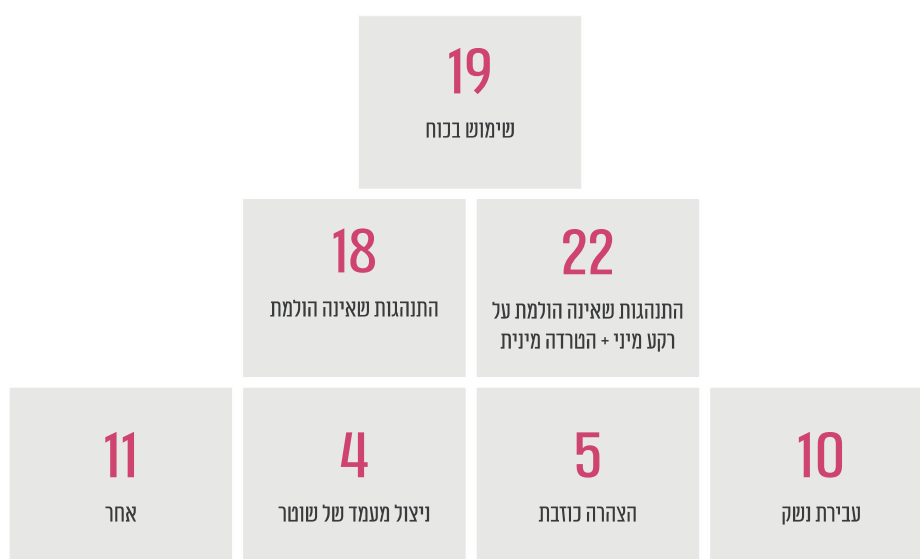 19
שימוש בכוח
22
התנהגות שאינה הולמת על
רקע מיני + הטרדה מינית
18
התנהגות שאינה הולמת
10
עבירת נשק
5
הצהרה כוזבת
4
ניצול מעמד של שוטר
11
אחר